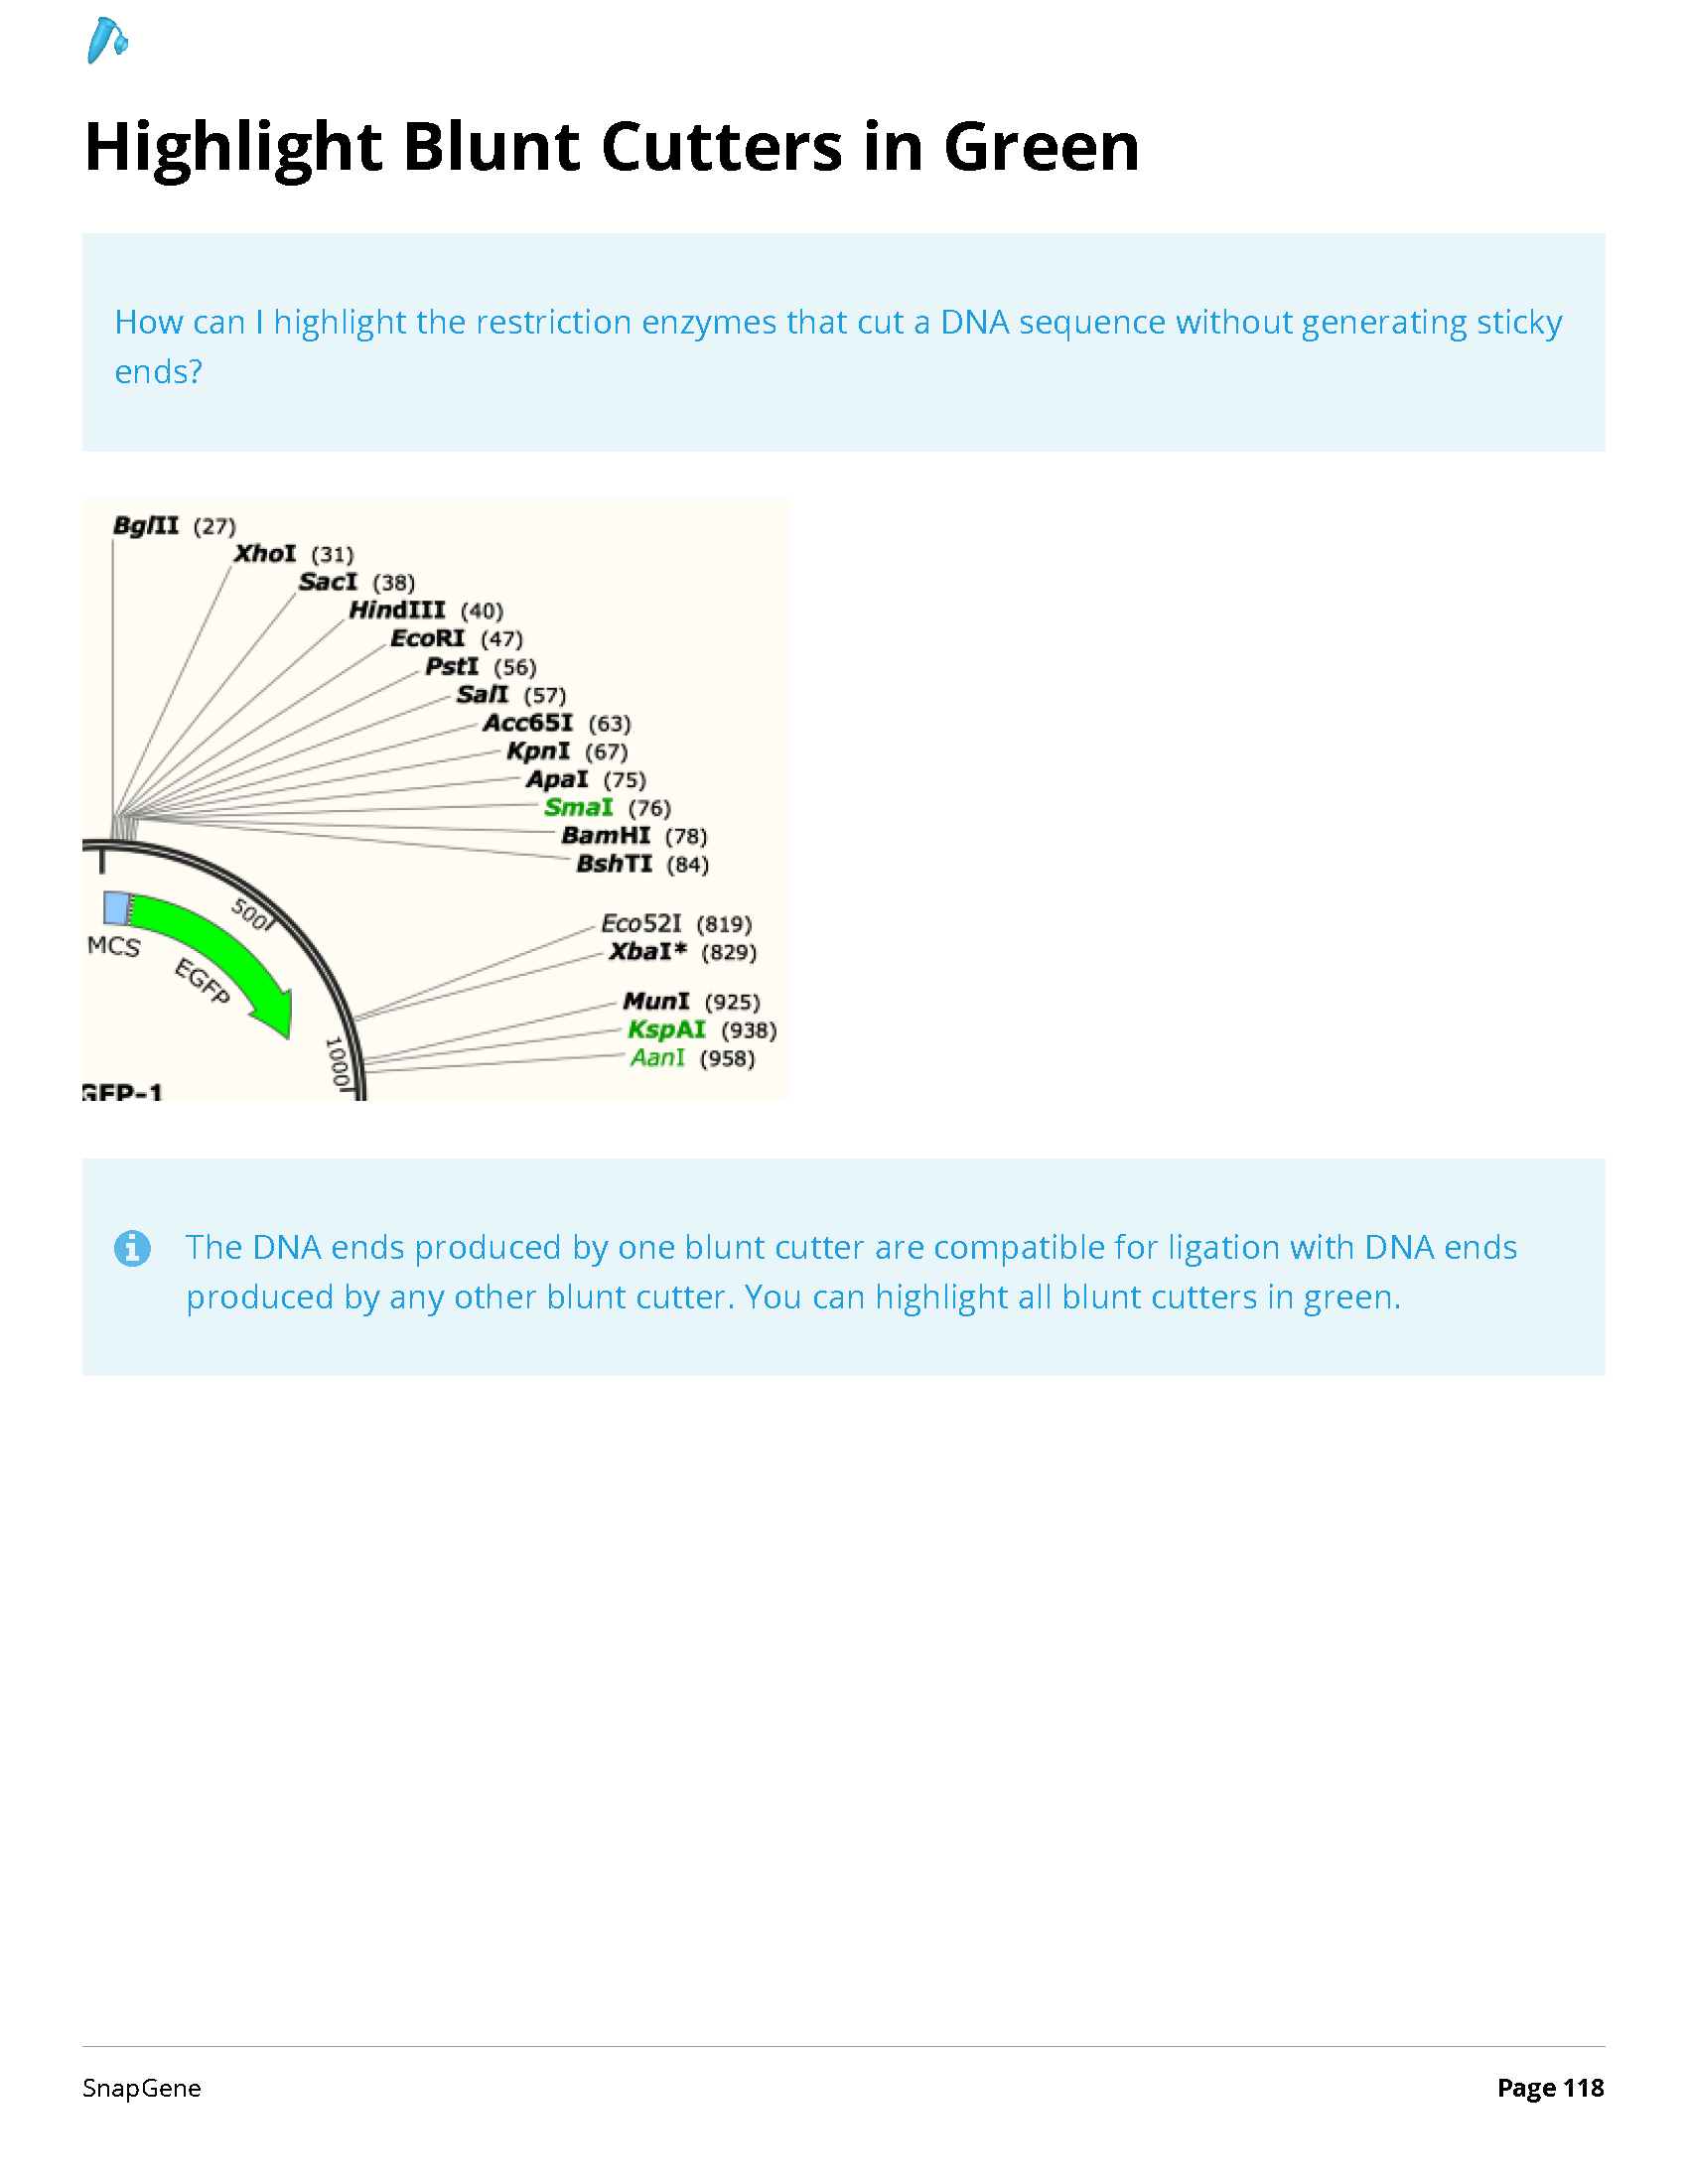 Highlight Blunt Cutters in Green
How can I highlight the restriction enzymes that cut a DNA sequence without generating sticky
ends?
BglII (27)
XhoI (31)
SacI (38)
HindIII (40)
EcoRI (47)
PstI (56)
SalI (57)
Acc65I (63)
KpnI (67)
ApaI (75)
SmaI (76)
BamHI (78)
BshTI (84)
500
Eco52I (819)
MCS
XbaI* (829)
EGFP
MunI (925)
KspAI (938)
1000
AanI (958)
GFP-1
The DNA ends produced by one blunt cutter are compatible for ligation with DNA ends
produced by any other blunt cutter. You can highlight all blunt cutters in green.
SnapGene
Page 118